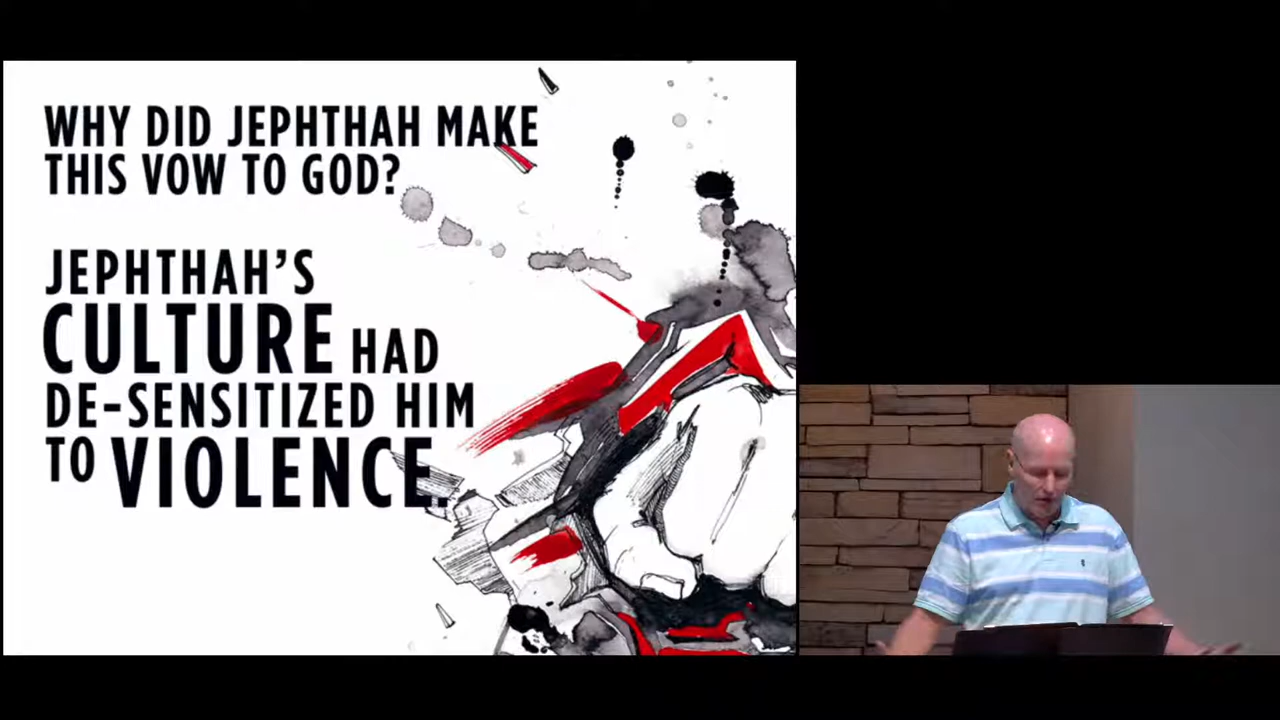 WHY DID JEPHTHAH MAKE
THIS VOW TO GOD?
JEPHTHAH'S
CULTURE HAD
DE-SENSITIZED HIM
TO VIOLENCE.